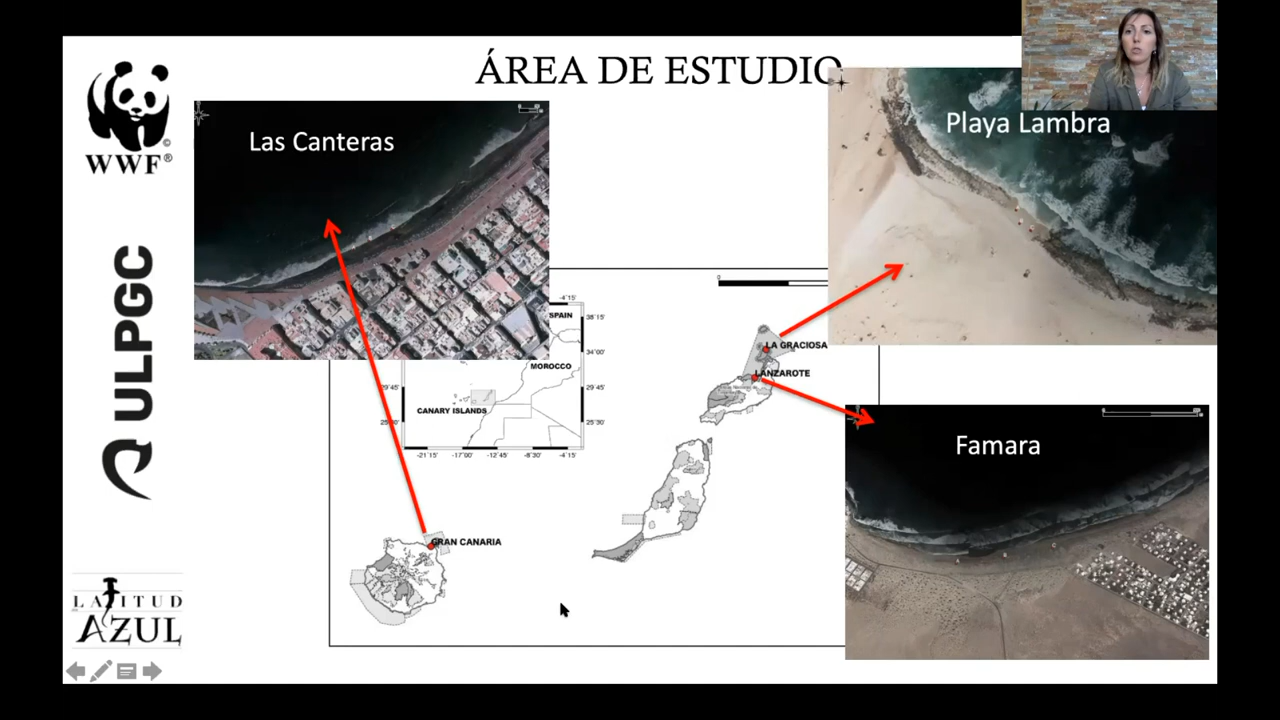 ÁREA DE ESTUDIO
WWF®
©
ULPGC
LATITUD
AZUL
Las Canteras
Playa Lambra
Famara
0
-4°15'
SPAIN
38°15'
34°00'
MOROCCO
29°45'
29°45'
CANARY ISLANDS
25°30'
-21°15'
-17°00'
-12°45'
-8°30'
-4°15'
LA GRACIOSA
LANZAROTE
GRAN CANARIA